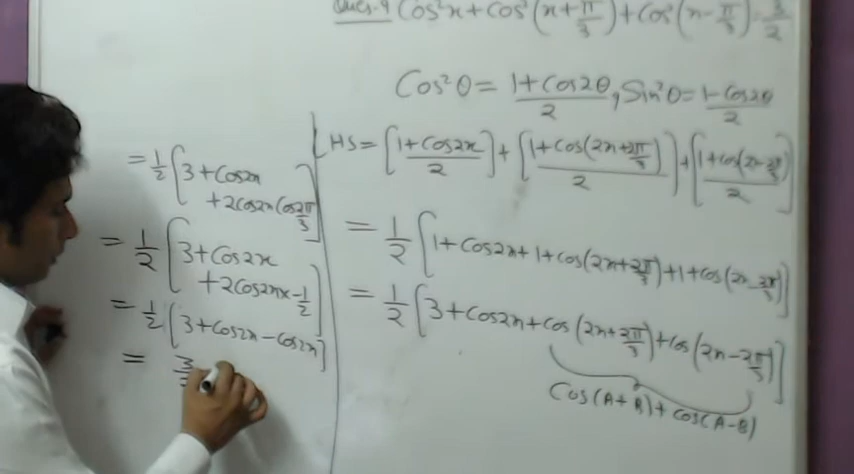 Ques-9 Cos²x + Cos²(x + π/3) + Cos²(x - π/3) = 3/2
Cos²θ = (1 + Cos2θ)/2, Sin²θ = (1 - Cos2θ)/2
LHS = [(1 + Cos2x)/2] + [(1 + Cos(2x + 2π/3))/2] + [(1 + Cos(2x - 2π/3))/2]
= 1/2 [1 + Cos2x + 1 + Cos(2x + 2π/3) + 1 + Cos(2x - 2π/3)]
= 1/2 [3 + Cos2x + Cos(2x + 2π/3) + Cos(2x - 2π/3)]
Cos(A + B) + Cos(A - B)
= 1/2 [3 + Cos2x
+ 2Cos2x Cos 2π/3]
= 1/2 [3 + Cos2x
+ 2Cos2x x - 1/2]
= 1/2 [3 + Cos2x - Cos2x]
= 3/